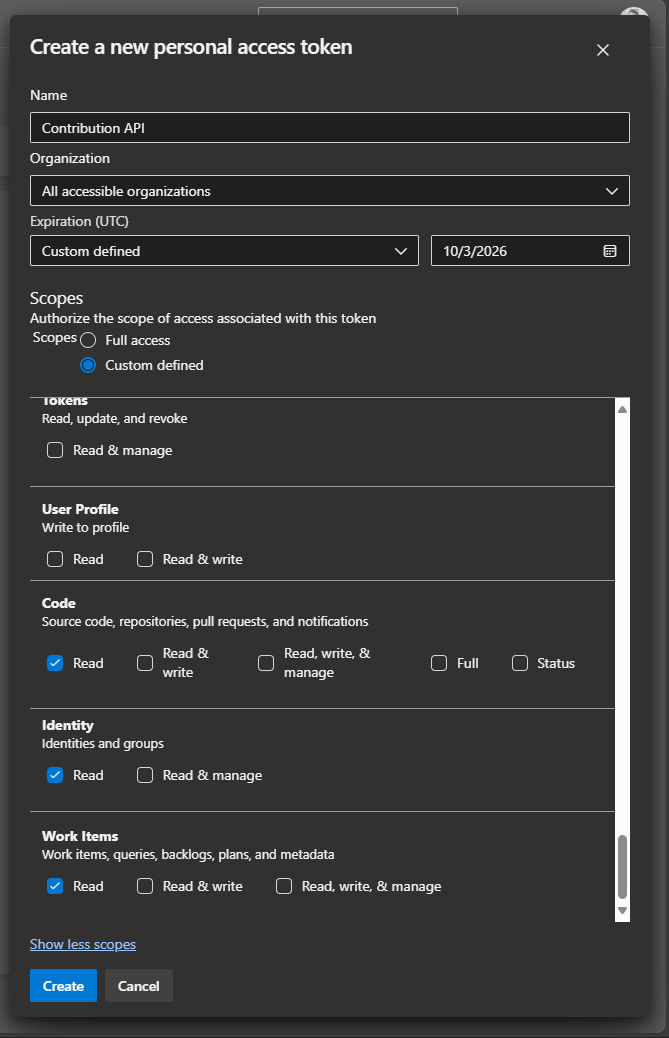 Create a new personal access token
Name
Contribution API
Organization
All accessible organizations
Expiration (UTC)
Custom defined
10/3/2026
Scopes
Authorize the scope of access associated with this token
Scopes
Full access
Custom defined
Tokens
Read, update, and revoke
Read & manage
User Profile
Write to profile
Read
Read & write
Code
Source code, repositories, pull requests, and notifications
Read
Read &
write
Read, write, &
manage
Full
Status
Identity
Identities and groups
Read
Read & manage
Work Items
Work items, queries, backlogs, plans, and metadata
Read
Read & write
Read, write, & manage
Show less scopes
Create
Cancel